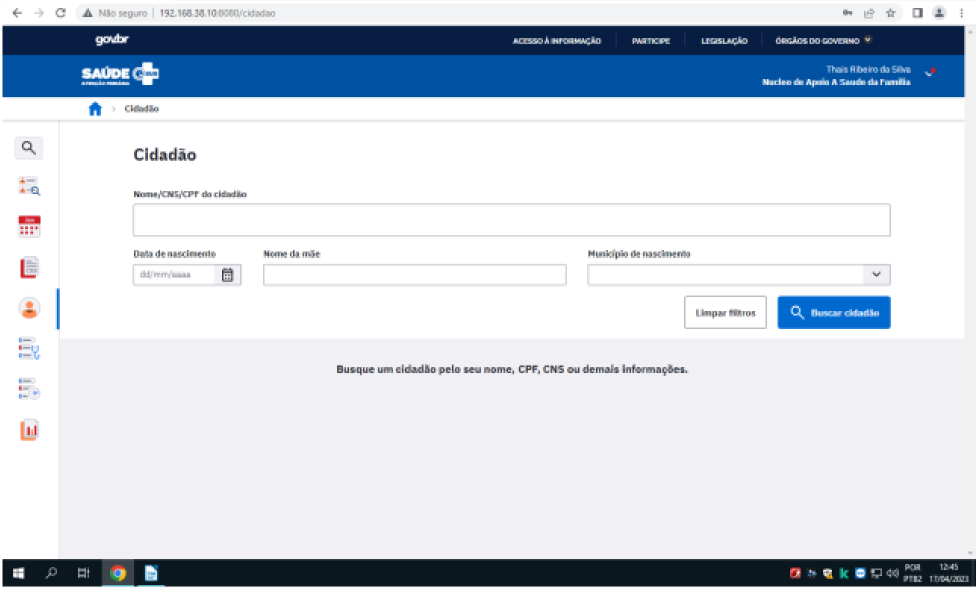 Não seguro | 192.168.38.10:8080/cidadao
govbr
ACESSO À INFORMAÇÃO PARTICIPE LEGISLAÇÃO ÓRGÃOS DO GOVERNO
SAÚDE
ATENÇÃO PRIMÁRIA
Thais Ribeiro da Silva
Nucleo de Apoio A Saude da Familia
> Cidadão
Cidadão
Nome/CNS/CPF do cidadão
Data de nascimento Nome da mãe Município de nascimento
dd/mm/aaaa
Limpar filtros Buscar cidadão
Busque um cidadão pelo seu nome, CPF, CNS ou demais informações.
POR 12:45
PTB2 17/04/2023